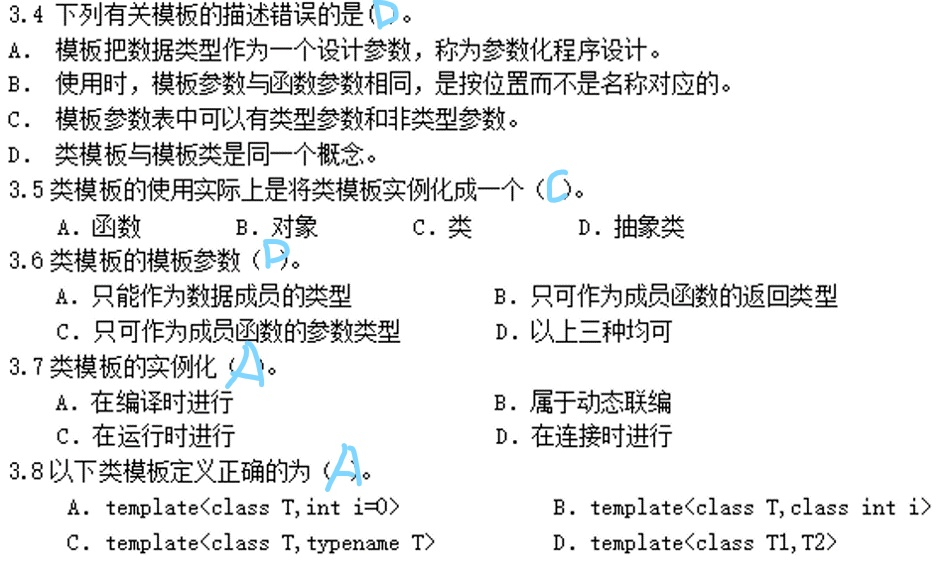 3.4 下列有关模板的描述错误的是(D)。
A. 模板把数据类型作为一个设计参数，称为参数化程序设计。
B. 使用时，模板参数与函数参数相同，是按位置而不是名称对应的。
C. 模板参数表中可以有类型参数和非类型参数。
D. 类模板与模板类是同一个概念。
3.5 类模板的使用实际上是将类模板实例化成一个（C）。
A. 函数 B. 对象 C. 类 D. 抽象类
3.6 类模板的模板参数（D）。
A. 只能作为数据成员的类型 B. 只可作为成员函数的返回类型
C. 只可作为成员函数的参数类型 D. 以上三种均可
3.7 类模板的实例化（A）。
A. 在编译时进行 B. 属于动态联编
C. 在运行时进行 D. 在连接时进行
3.8 以下类模板定义正确的为（A）。
A. template<class T,int i=0> B. template<class T,class int i>
C. template<class T,typename T> D. template<class T1,T2>